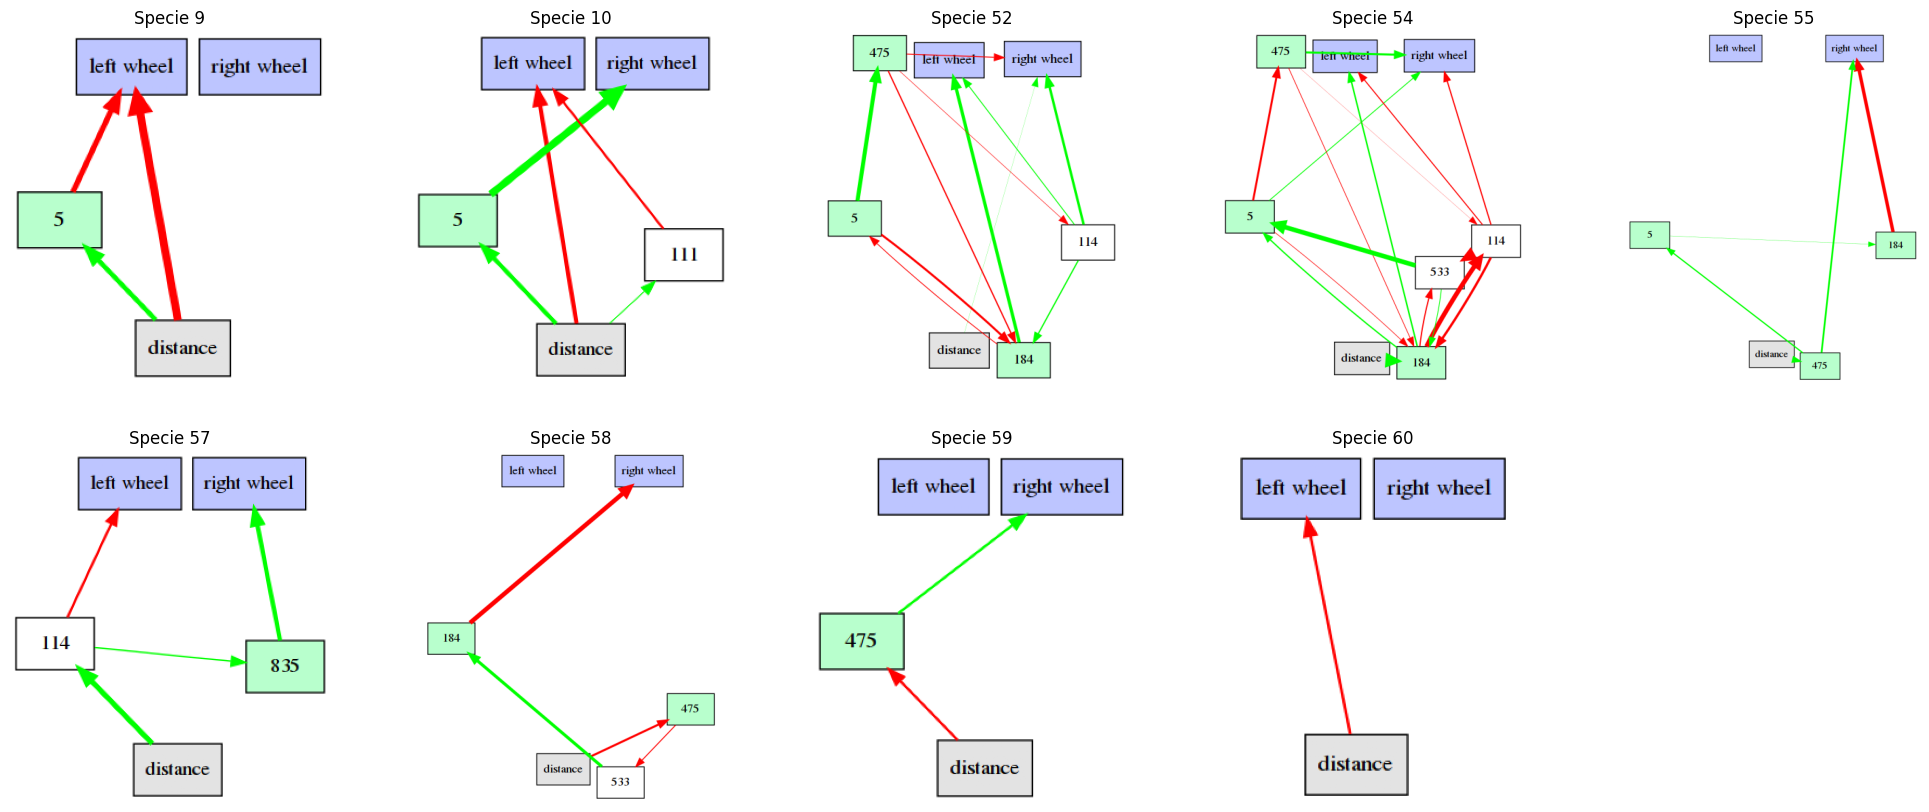 Specie 9
left wheel
right wheel
5
distance
Specie 10
left wheel
right wheel
5
111
distance
Specie 52
475
left wheel
right wheel
5
114
distance
184
Specie 54
475
left wheel
right wheel
5
114
533
distance
184
Specie 55
left wheel
right wheel
5
184
distance
475
Specie 57
left wheel
right wheel
114
835
distance
Specie 58
left wheel
right wheel
184
475
distance
533
Specie 59
left wheel
right wheel
475
distance
Specie 60
left wheel
right wheel
distance